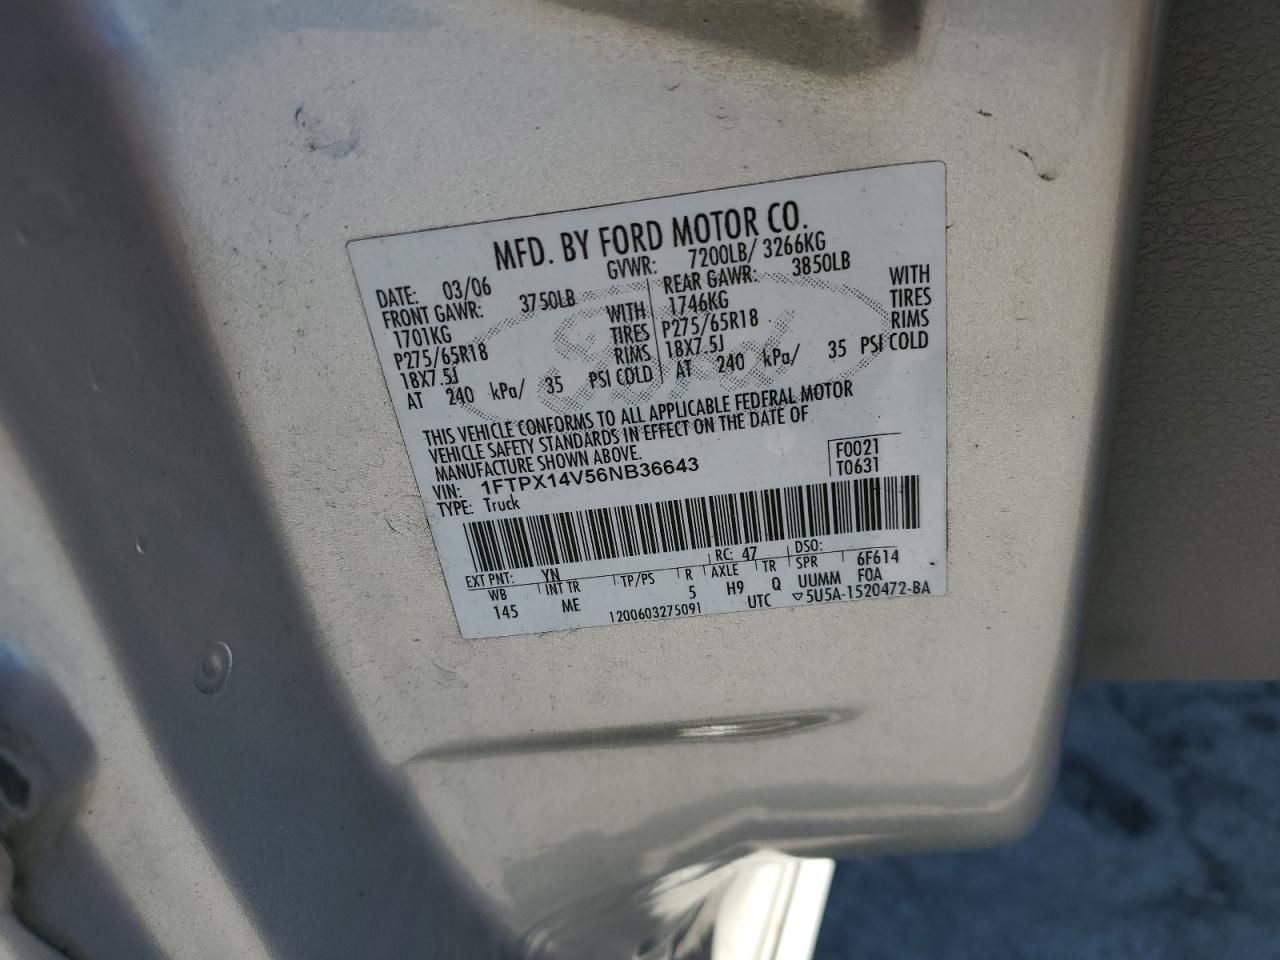 MFD. BY FORD MOTOR CO.
DATE: 03/06 GVWR: 7200LB/ 3266KG
FRONT GAWR: 3750LB REAR GAWR: 3850LB
1701KG WITH 1746KG WITH
P275/65R18 TIRES P275/65R18 TIRES
18X7.5J RIMS 18X7.5J RIMS
AT 240 kPa/ 35 PSI COLD AT 240 kPa/ 35 PSI COLD
THIS VEHICLE CONFORMS TO ALL APPLICABLE FEDERAL MOTOR
VEHICLE SAFETY STANDARDS IN EFFECT ON THE DATE OF
MANUFACTURE SHOWN ABOVE.
VIN: 1FTPX14V56NB36643 F0021
TYPE: Truck T0631
EXT PNT: YN RC: 47 DSO:
WB INT TR TP/PS R AXLE TR SPR 6F614
145 ME 5 H9 Q UUMM FOA
1200603275091 UTC ▽5U5A-1520472-BA
Ford